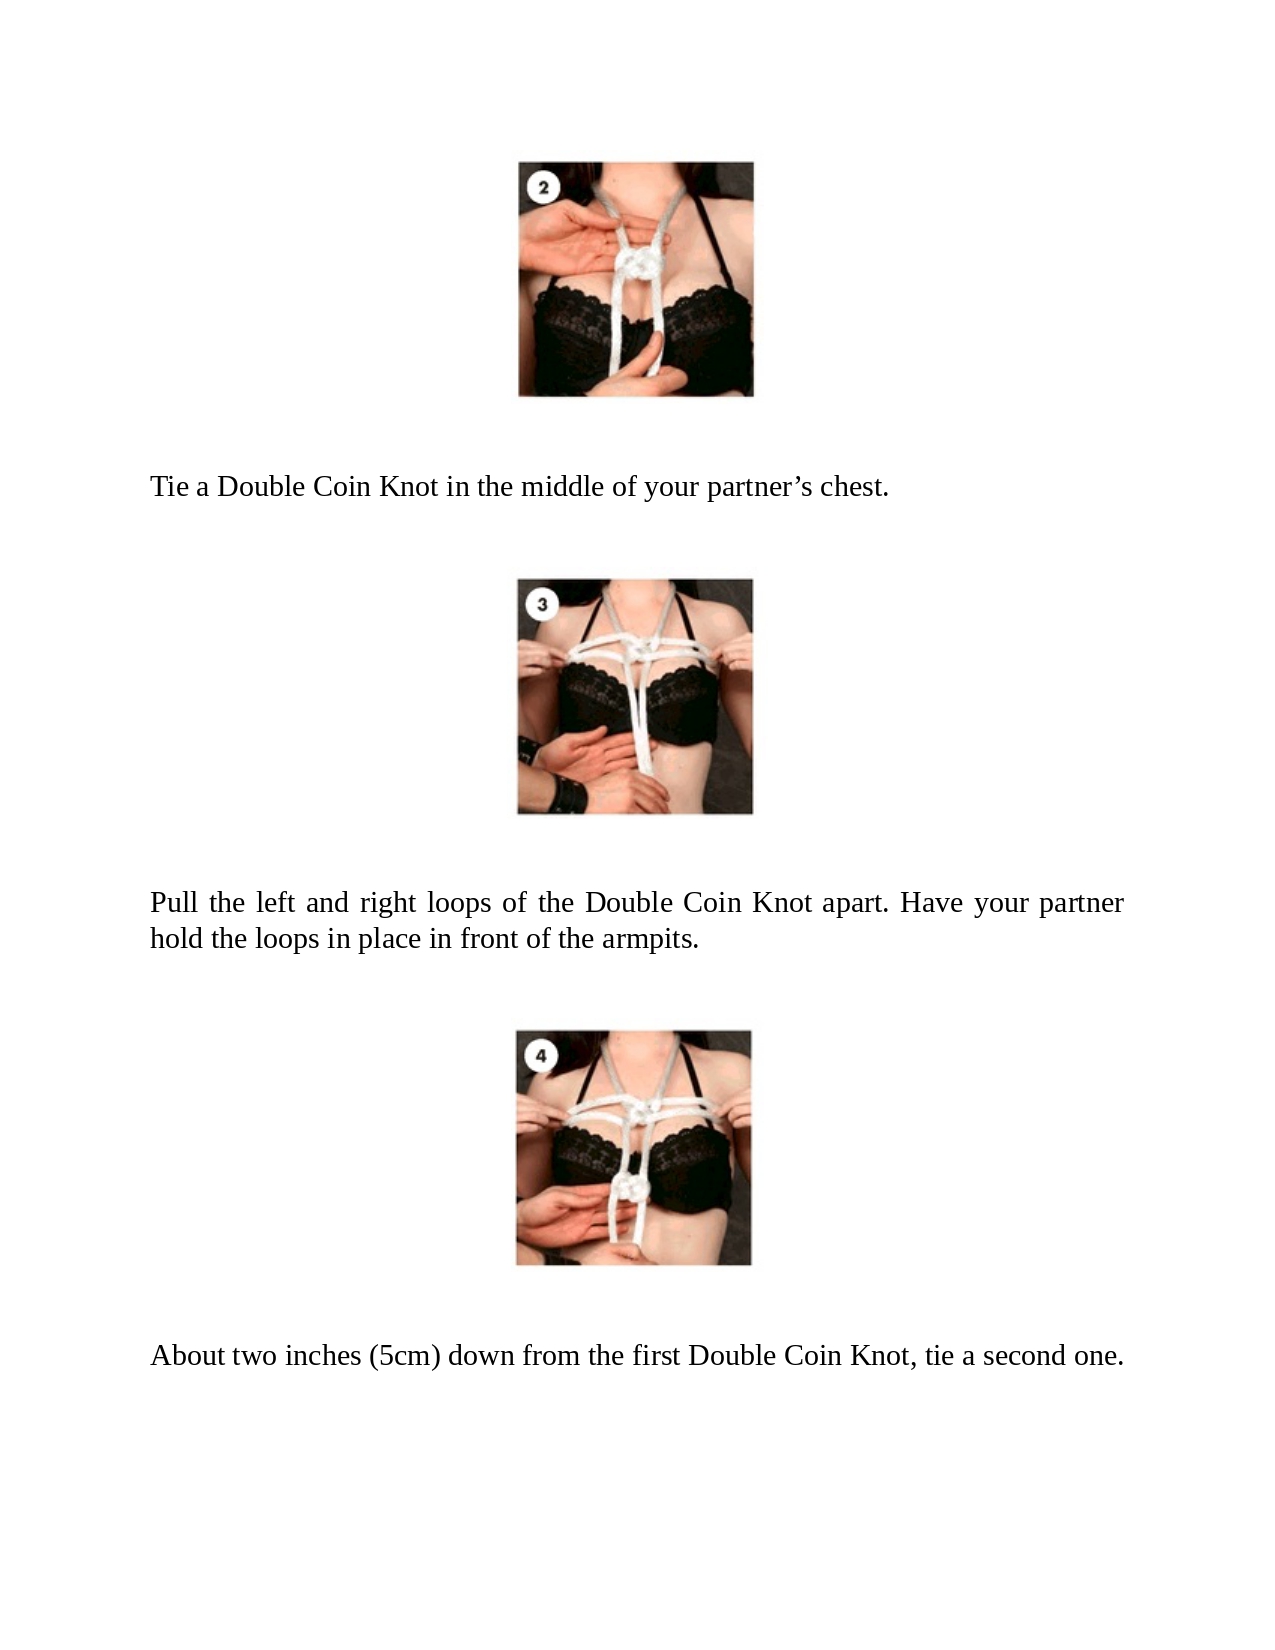 2
Tie a Double Coin Knot in the middle of your partner’s chest.
3
Pull the left and right loops of the Double Coin Knot apart. Have your partner
hold the loops in place in front of the armpits.
4
About two inches (5cm) down from the first Double Coin Knot, tie a second one.